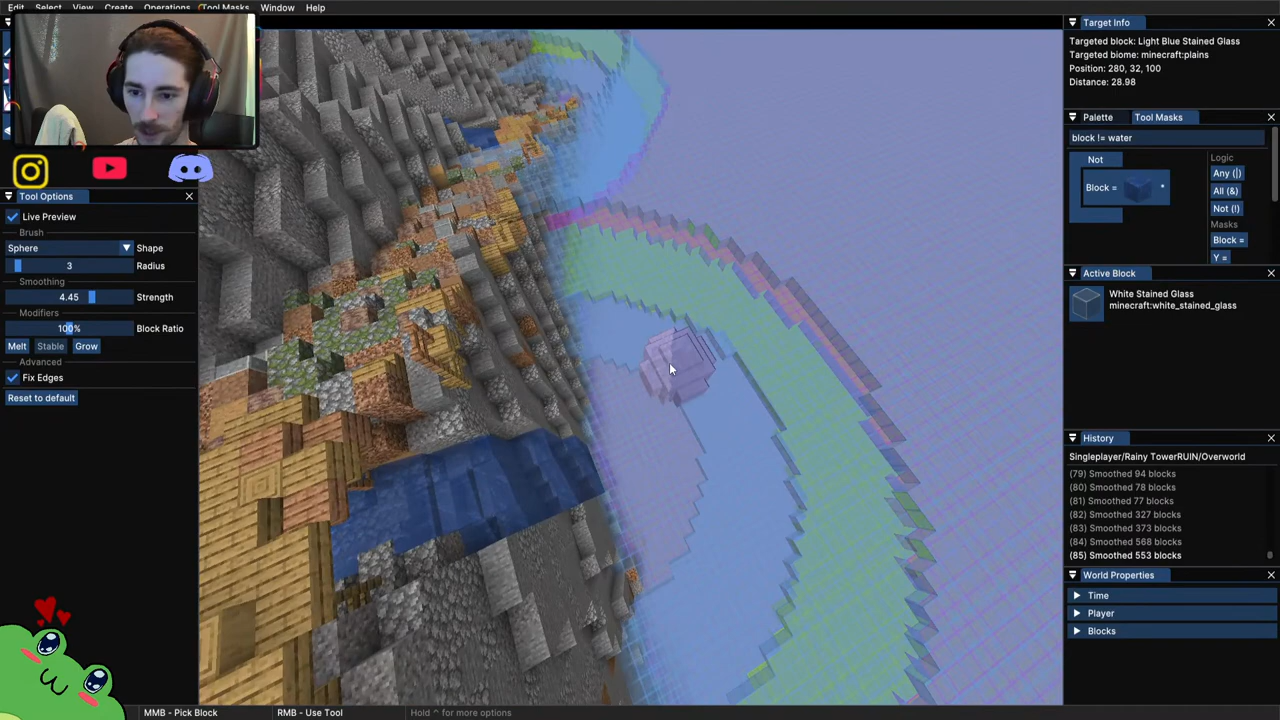 Edit Select View Create Operations Tool Masks Window Help
Tool Options
Live Preview
Brush
Sphere Shape
3 Radius
Smoothing
4.45 Strength
Modifiers
100% Block Ratio
Melt Stable Grow
Advanced
Fix Edges
Reset to default
Target Info
Targeted block: Light Blue Stained Glass
Targeted biome: minecraft:plains
Position: 280, 32, 100
Distance: 28.98
Palette Tool Masks
block != water
Not
Block =
Logic
Any (|)
All (&)
Not (!)
Masks
Block =
Y =
Active Block
White Stained Glass
minecraft:white_stained_glass
History
Singleplayer/Rainy TowerRUIN/Overworld
(79) Smoothed 94 blocks
(80) Smoothed 78 blocks
(81) Smoothed 77 blocks
(82) Smoothed 327 blocks
(83) Smoothed 373 blocks
(84) Smoothed 568 blocks
(85) Smoothed 553 blocks
World Properties
Time
Player
Blocks
MMB - Pick Block RMB - Use Tool Hold ^ for more options